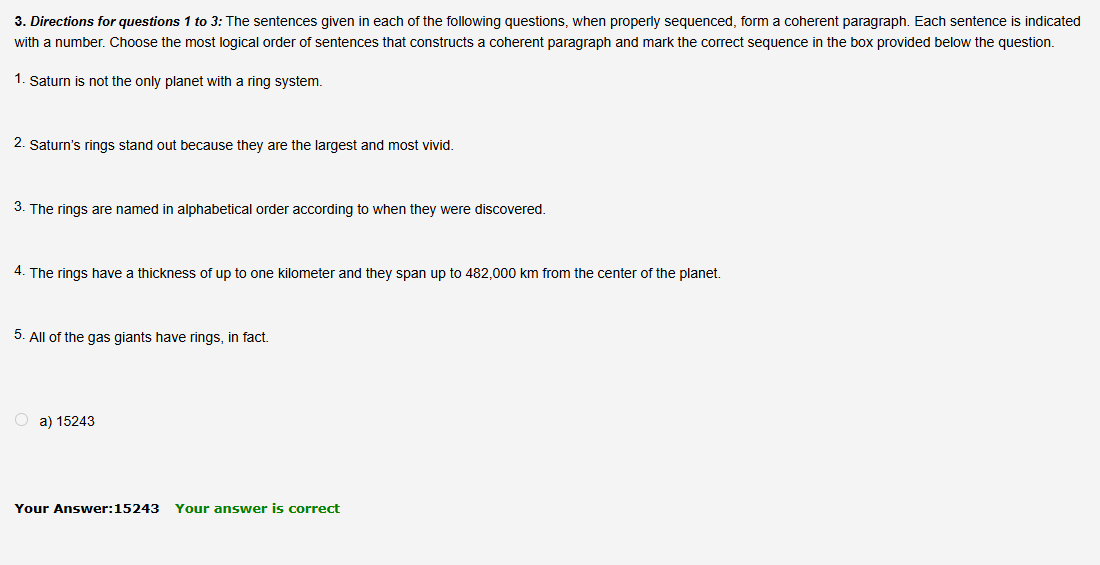 3. Directions for questions 1 to 3: The sentences given in each of the following questions, when properly sequenced, form a coherent paragraph. Each sentence is indicated
with a number. Choose the most logical order of sentences that constructs a coherent paragraph and mark the correct sequence in the box provided below the question.
1. Saturn is not the only planet with a ring system.
2. Saturn’s rings stand out because they are the largest and most vivid.
3. The rings are named in alphabetical order according to when they were discovered.
4. The rings have a thickness of up to one kilometer and they span up to 482,000 km from the center of the planet.
5. All of the gas giants have rings, in fact.
a) 15243
Your Answer:15243 Your answer is correct